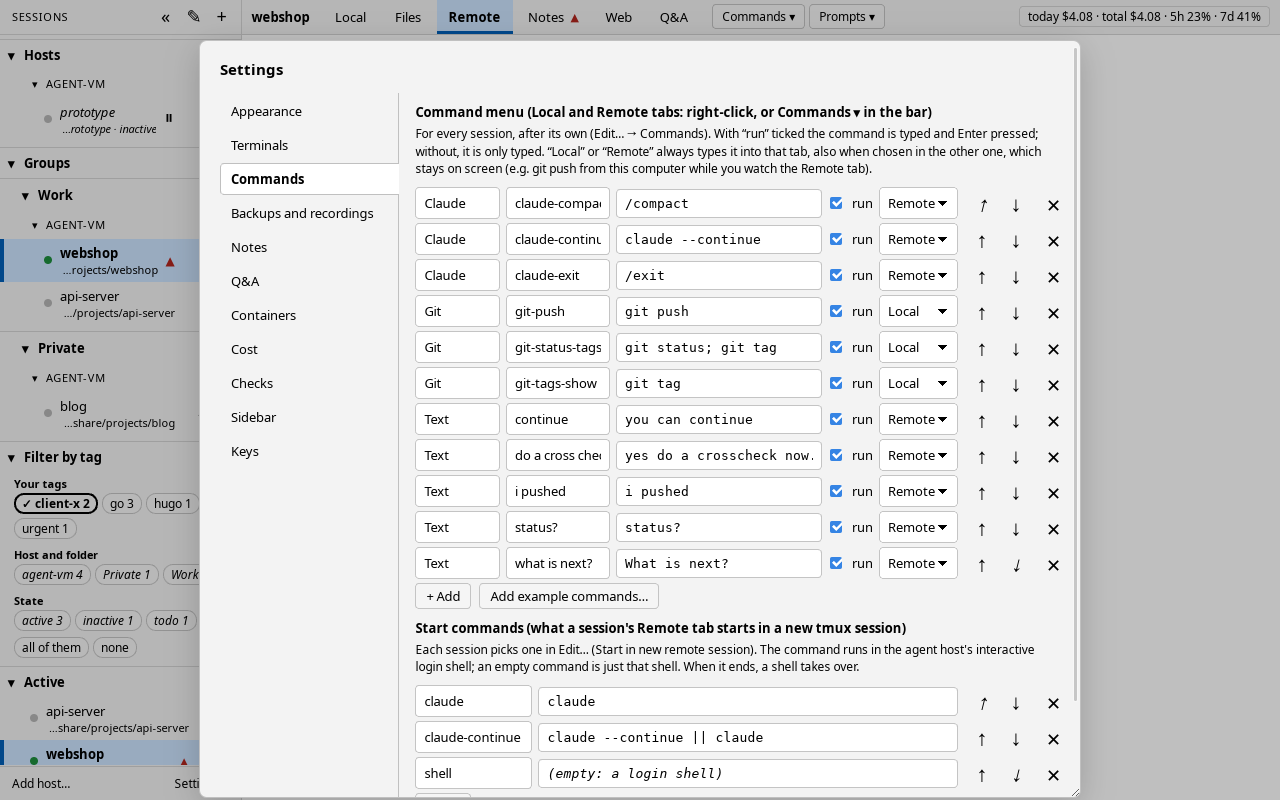 SESSIONS « ✎ +
webshop Local Files Remote Notes ▲ Web Q&A Commands ▾ Prompts ▾ today $4.08 · total $4.08 · 5h 23% · 7d 41%
▼ Hosts
▼ AGENT-VM
prototype
...rototype · inactive
▼ Groups
▼ Work
▼ AGENT-VM
webshop
...rojects/webshop ▲
api-server
.../projects/api-server
▼ Private
▼ AGENT-VM
blog
...share/projects/blog
▼ Filter by tag
Your tags
✓ client-x 2 go 3 hugo 1
urgent 1
Host and folder
agent-vm 4 Private 1 Work
State
active 3 inactive 1 todo 1
all of them none
▼ Active
api-server
...share/projects/api-server
webshop ▲
Add host...
Settings
Appearance
Terminals
Commands
Backups and recordings
Notes
Q&A
Containers
Cost
Checks
Sidebar
Keys
Command menu (Local and Remote tabs: right-click, or Commands ▾ in the bar)
For every session, after its own (Edit... → Commands). With “run” ticked the command is typed and Enter pressed;
without, it is only typed. “Local” or “Remote” always types it into that tab, also when chosen in the other one, which
stays on screen (e.g. git push from this computer while you watch the Remote tab).
Claude claude-compac /compact run Remote ↑ ↓ ✕
Claude claude-continu claude --continue run Remote ↑ ↓ ✕
Claude claude-exit /exit run Remote ↑ ↓ ✕
Git git-push git push run Local ↑ ↓ ✕
Git git-status-tags git status; git tag run Local ↑ ↓ ✕
Git git-tags-show git tag run Local ↑ ↓ ✕
Text continue you can continue run Remote ↑ ↓ ✕
Text do a cross chec yes do a crosscheck now. run Remote ↑ ↓ ✕
Text i pushed i pushed run Remote ↑ ↓ ✕
Text status? status? run Remote ↑ ↓ ✕
Text what is next? What is next? run Remote ↑ ↓ ✕
+ Add Add example commands...
Start commands (what a session's Remote tab starts in a new tmux session)
Each session picks one in Edit... (Start in new remote session). The command runs in the agent host's interactive
login shell; an empty command is just that shell. When it ends, a shell takes over.
claude claude ↑ ↓ ✕
claude-continue claude --continue || claude ↑ ↓ ✕
shell (empty: a login shell) ↑ ↓ ✕